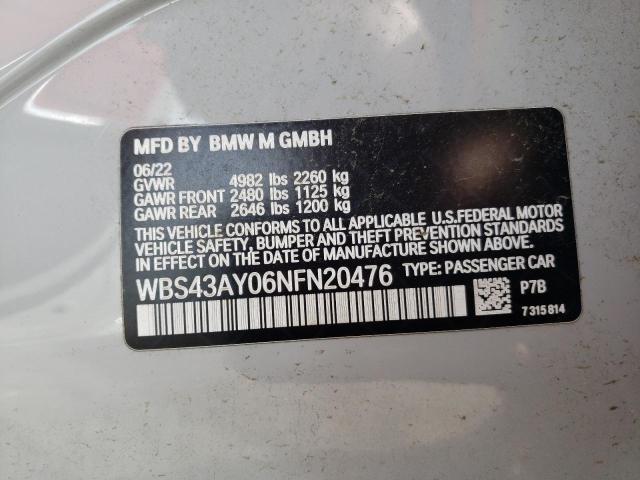 MFD BY BMW M GMBH
06/22
GVWR 4982 lbs 2260 kg
GAWR FRONT 2480 lbs 1125 kg
GAWR REAR 2646 lbs 1200 kg
THIS VEHICLE CONFORMS TO ALL APPLICABLE U.S.FEDERAL MOTOR
VEHICLE SAFETY, BUMPER AND THEFT PREVENTION STANDARDS
IN EFFECT ON THE DATE OF MANUFACTURE SHOWN ABOVE.
WBS43AY06NFN20476 TYPE: PASSENGER CAR
P7B
7 315 814